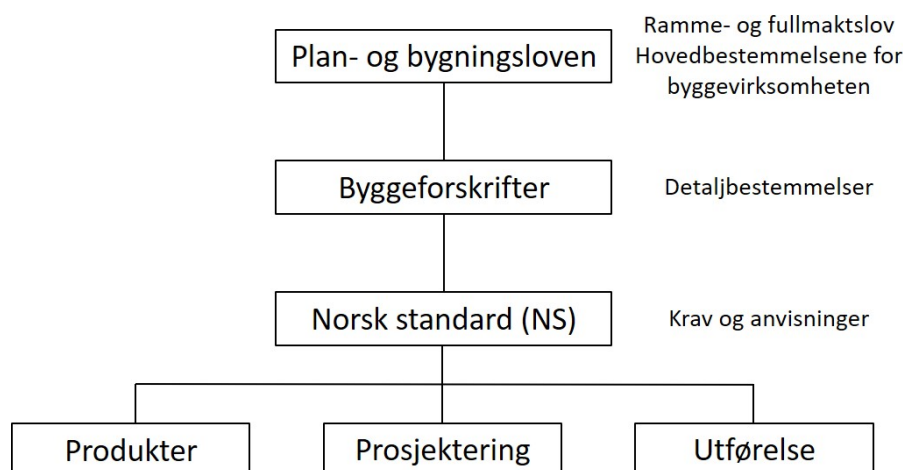 Plan- og bygningsloven
Ramme- og fullmaktslov
Hovedbestemmelsene for
byggevirksomheten
Byggeforskrifter
Detaljbestemmelser
Norsk standard (NS)
Krav og anvisninger
Produkter
Prosjektering
Utførelse